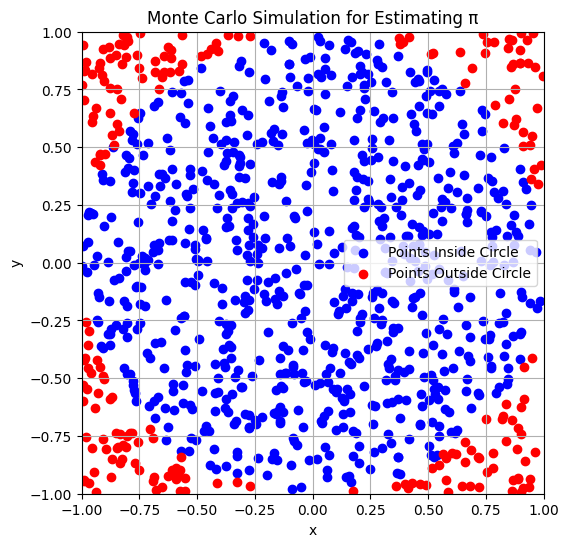 Monte Carlo Simulation for Estimating π
1.00
0.75
0.50
0.25
0.00
−0.25
−0.50
−0.75
−1.00
y
Points Inside Circle
Points Outside Circle
−1.00 −0.75 −0.50 −0.25 0.00 0.25 0.50 0.75 1.00
x